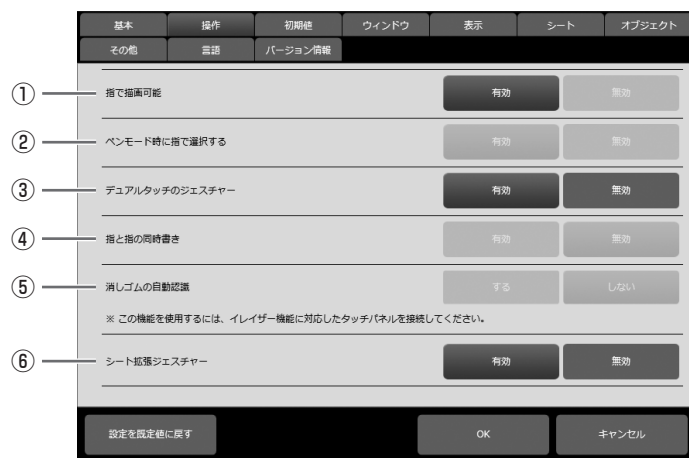 基本 操作 初期値 ウィンドウ 表示 シート オブジェクト
その他 言語 バージョン情報
① 指で描画可能 有効 無効
② ペンモード時に指で選択する 有効 無効
③ デュアルタッチのジェスチャー 有効 無効
④ 指と指の同時書き 有効 無効
⑤ 消しゴムの自動認識 する しない
※ この機能を使用するには、イレイザー機能に対応したタッチパネルを接続してください。
⑥ シート拡張ジェスチャー 有効 無効
設定を既定値に戻す OK キャンセル